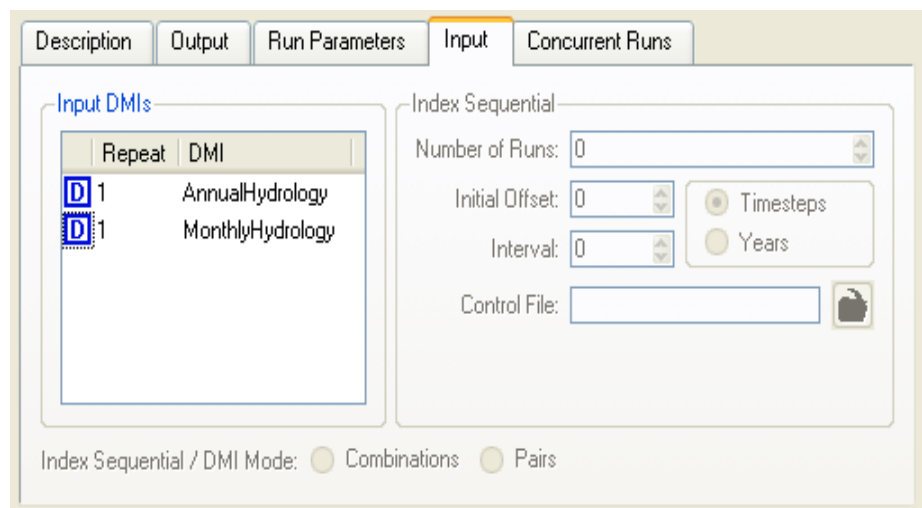 Description Output Run Parameters Input Concurrent Runs
Input DMIs
Repeat DMI
D 1 AnnualHydrology
D 1 MonthlyHydrology
Index Sequential
Number of Runs: 0
Initial Offset: 0
Timesteps
Interval: 0
Years
Control File:
Index Sequential / DMI Mode: Combinations Pairs